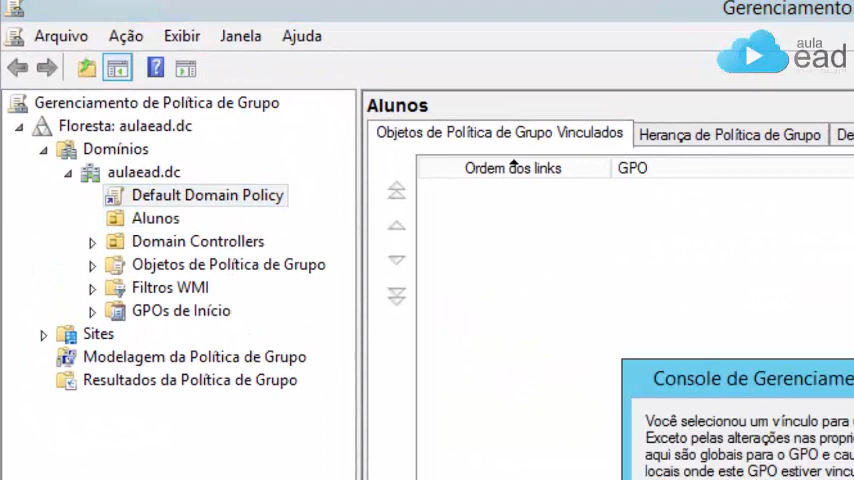 Gerenciamento
Arquivo Ação Exibir Janela Ajuda
aula
ead
Gerenciamento de Política de Grupo
Floresta: aulaead.dc
Domínios
aulaead.dc
Default Domain Policy
Alunos
Domain Controllers
Objetos de Política de Grupo
Filtros WMI
GPOs de Início
Sites
Modelagem da Política de Grupo
Resultados da Política de Grupo
Alunos
Objetos de Política de Grupo Vinculados Herança de Política de Grupo De
Ordem dos links GPO
Console de Gerenciame
Você selecionou um vínculo para
Exceto pelas alterações nas propri
aqui são globais para o GPO e cau
locais onde este GPO estiver vincu